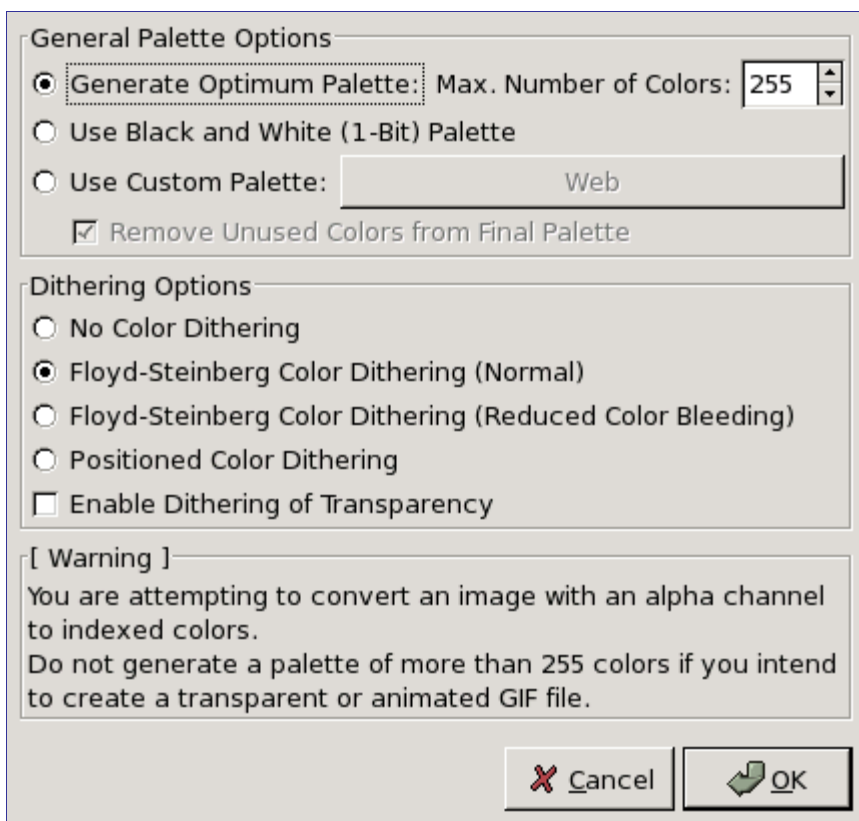 General Palette Options
Generate Optimum Palette: Max. Number of Colors: 255
Use Black and White (1-Bit) Palette
Use Custom Palette: Web
Remove Unused Colors from Final Palette
Dithering Options
No Color Dithering
Floyd-Steinberg Color Dithering (Normal)
Floyd-Steinberg Color Dithering (Reduced Color Bleeding)
Positioned Color Dithering
Enable Dithering of Transparency
[ Warning ]
You are attempting to convert an image with an alpha channel
to indexed colors.
Do not generate a palette of more than 255 colors if you intend
to create a transparent or animated GIF file.
Cancel OK